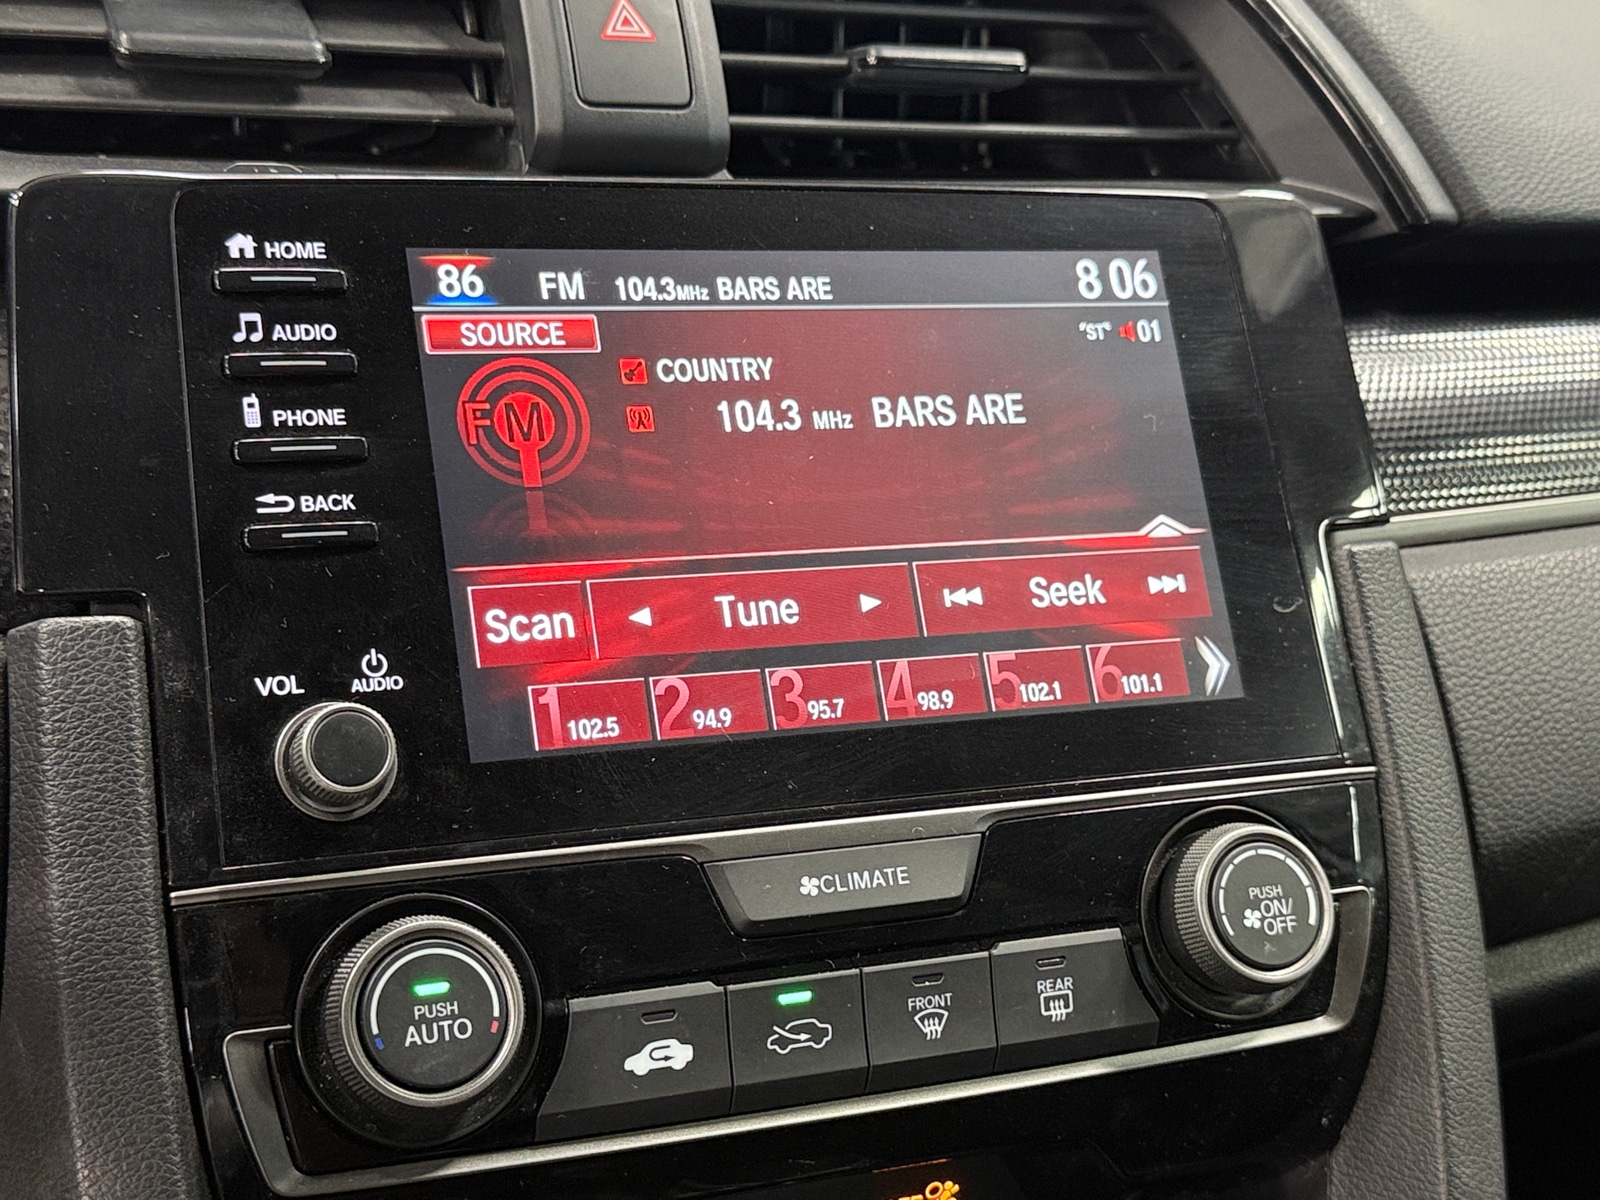 HOME
86 FM 104.3MHz BARS ARE 8 06
AUDIO
SOURCE "ST" 01
COUNTRY
FM
PHONE
104.3 MHz BARS ARE
BACK
Scan Tune Seek
VOL AUDIO
1 102.5 2 94.9 3 95.7 4 98.9 5 102.1 6 101.1
CLIMATE
PUSH
ON/
OFF
PUSH
AUTO
FRONT
REAR